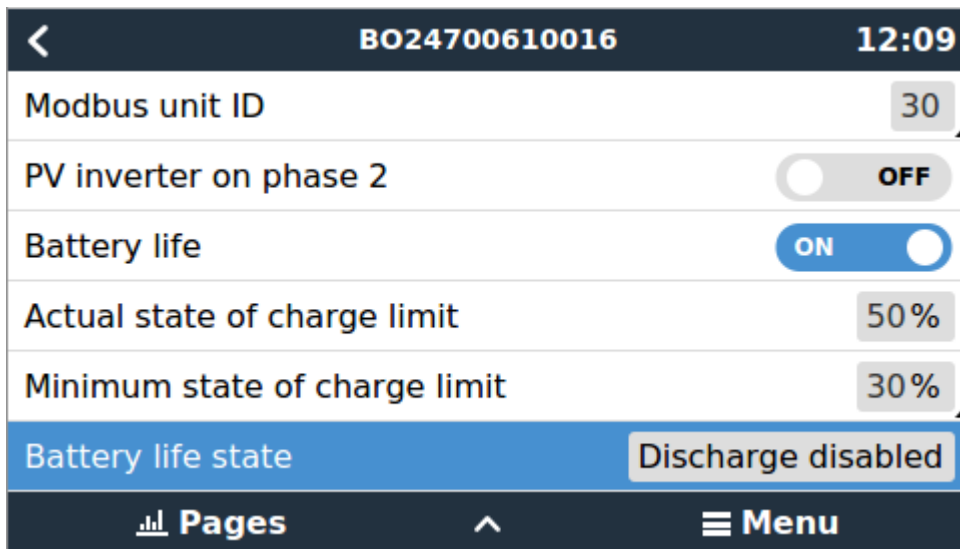 BO24700610016 12:09
Modbus unit ID 30
PV inverter on phase 2 OFF
Battery life ON
Actual state of charge limit 50%
Minimum state of charge limit 30%
Battery life state Discharge disabled
Pages Menu